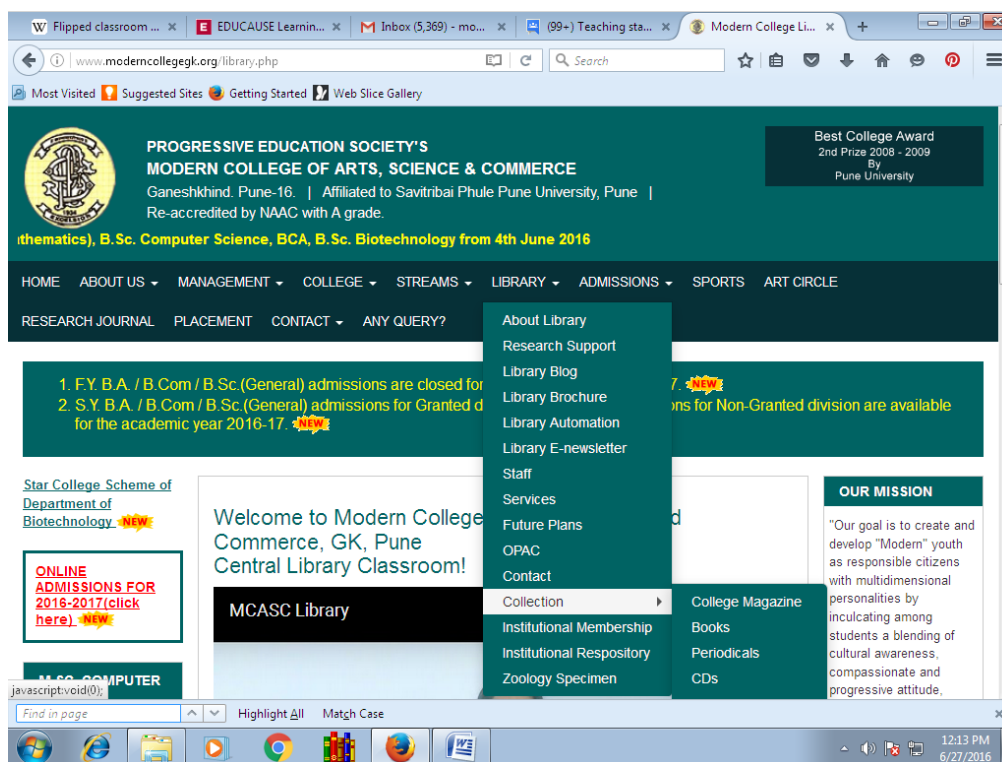 Flipped classroom ...
EDUCAUSE Learnin...
Inbox (5,369) - mo...
(99+) Teaching sta...
Modern College Li...
www.moderncollegegk.org/library.php
Search
Most Visited Suggested Sites Getting Started Web Slice Gallery
PROGRESSIVE EDUCATION SOCIETY'S
MODERN COLLEGE OF ARTS, SCIENCE & COMMERCE
Ganeshkhind. Pune-16. | Affiliated to Savitribai Phule Pune University, Pune |
Re-accredited by NAAC with A grade.
Best College Award
2nd Prize 2008 - 2009
By
Pune University
thematics), B.Sc. Computer Science, BCA, B.Sc. Biotechnology from 4th June 2016
HOME ABOUT US MANAGEMENT COLLEGE STREAMS LIBRARY ADMISSIONS SPORTS ART CIRCLE
RESEARCH JOURNAL PLACEMENT CONTACT ANY QUERY?
About Library
Research Support
Library Blog
Library Brochure
Library Automation
Library E-newsletter
Staff
Services
Future Plans
OPAC
Contact
Collection
Institutional Membership
Institutional Respository
Zoology Specimen
College Magazine
Books
Periodicals
CDs
1. F.Y. B.A. / B.Com / B.Sc.(General) admissions are closed for 7. NEW
2. S.Y. B.A. / B.Com / B.Sc.(General) admissions for Granted d ons for Non-Granted division are available
for the academic year 2016-17. NEW
Star College Scheme of
Department of
Biotechnology NEW
ONLINE
ADMISSIONS FOR
2016-2017(click
here) NEW
M.SC. COMPUTER
Welcome to Modern College d
Commerce, GK, Pune
Central Library Classroom!
MCASC Library
OUR MISSION
"Our goal is to create and
develop "Modern" youth
as responsible citizens
with multidimensional
personalities by
inculcating among
students a blending of
cultural awareness,
compassionate and
progressive attitude,
javascript:void(0);
Find in page Highlight All Match Case
12:13 PM
6/27/2016